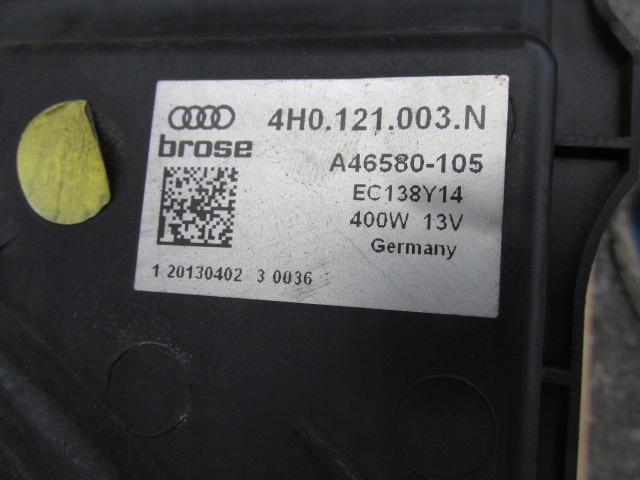 4H0.121.003.N
brose
A46580-105
EC138Y14
400W 13V
Germany
1 20130402 3 0036